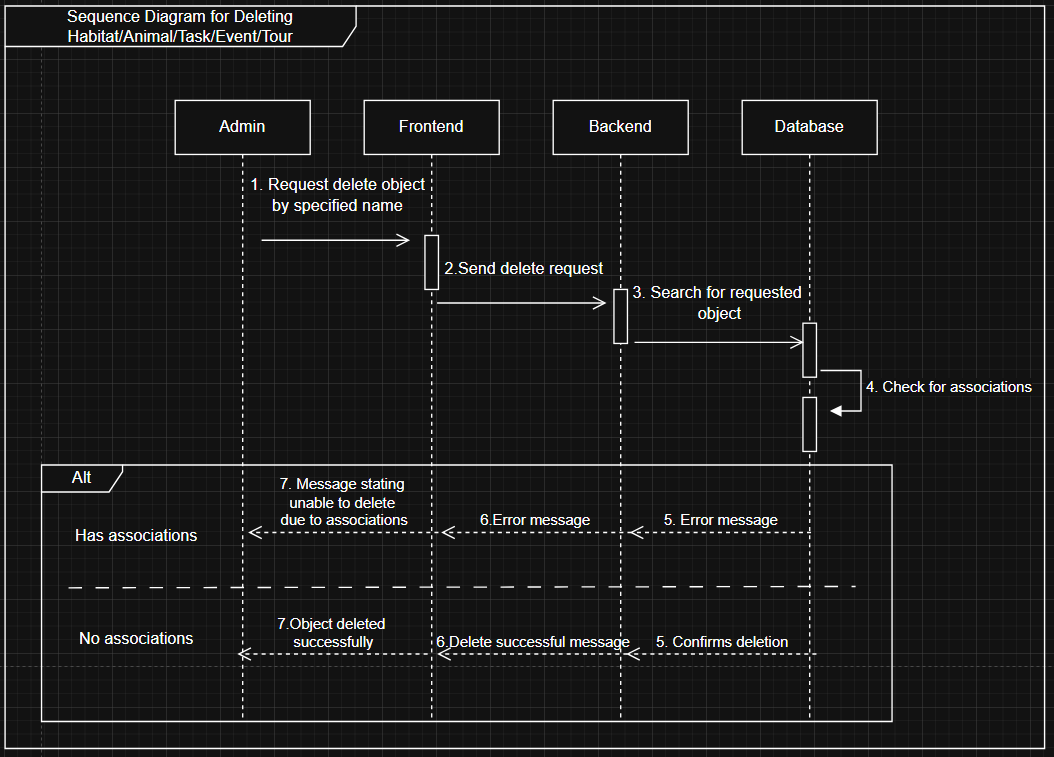 Sequence Diagram for Deleting
Habitat/Animal/Task/Event/Tour
Admin
Frontend
Backend
Database
1. Request delete object
by specified name
2.Send delete request
3. Search for requested
object
4. Check for associations
Alt
Has associations
7. Message stating
unable to delete
due to associations
6.Error message
5. Error message
No associations
7.Object deleted
successfully
6.Delete successful message
5. Confirms deletion